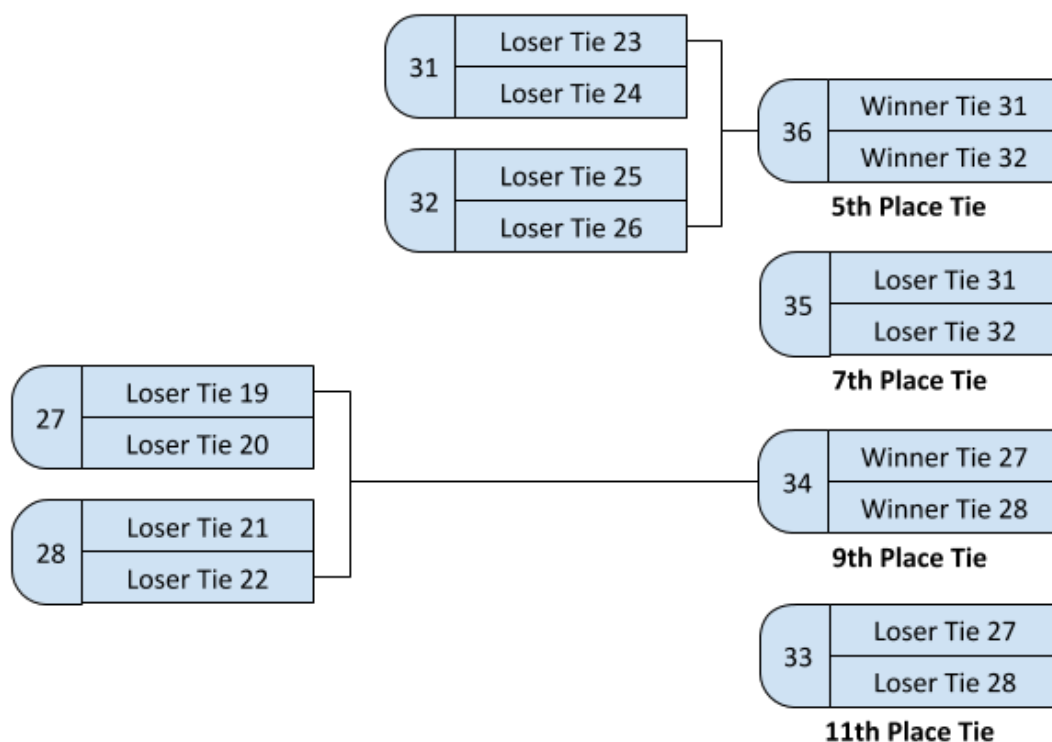 31
Loser Tie 23
Loser Tie 24
32
Loser Tie 25
Loser Tie 26
36
Winner Tie 31
Winner Tie 32
5th Place Tie
35
Loser Tie 31
Loser Tie 32
7th Place Tie
27
Loser Tie 19
Loser Tie 20
28
Loser Tie 21
Loser Tie 22
34
Winner Tie 27
Winner Tie 28
9th Place Tie
33
Loser Tie 27
Loser Tie 28
11th Place Tie